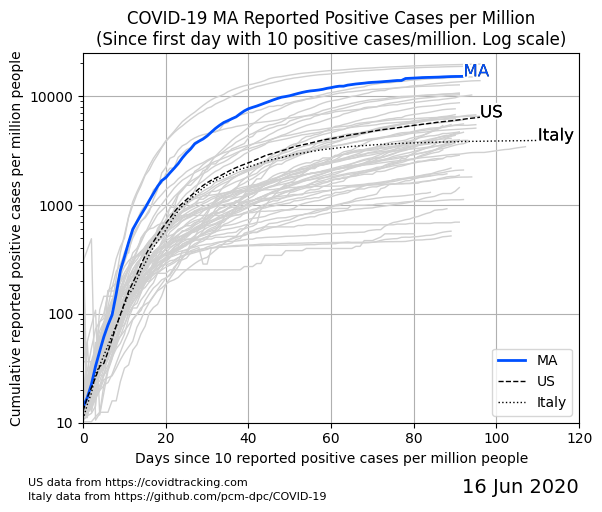 COVID-19 MA Reported Positive Cases per Million
(Since first day with 10 positive cases/million. Log scale)
Cumulative reported positive cases per million people
10000
1000
100
10
MA
US
Italy
MA
US
Italy
0 20 40 60 80 100 120
Days since 10 reported positive cases per million people
US data from https://covidtracking.com
Italy data from https://github.com/pcm-dpc/COVID-19
16 Jun 2020